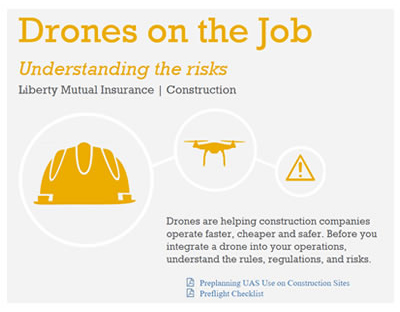 Drones on the Job
Understanding the risks
Liberty Mutual Insurance | Construction
Drones are helping construction companies
operate faster, cheaper and safer. Before you
integrate a drone into your operations,
understand the rules, regulations, and risks.
Preplanning UAS Use on Construction Sites
Preflight Checklist